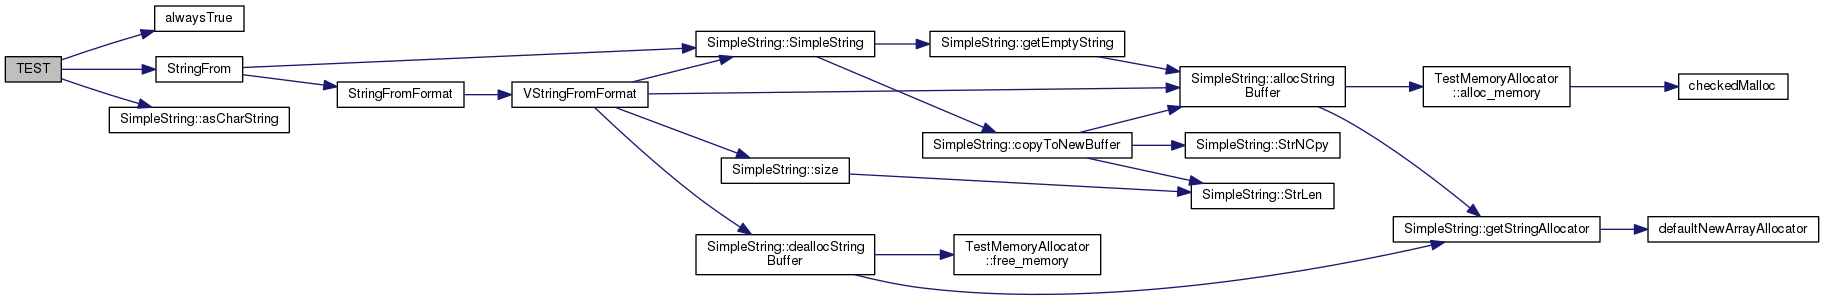 TEST
alwaysTrue
StringFrom
SimpleString::asCharString
StringFromFormat
VStringFromFormat
SimpleString::SimpleString
SimpleString::size
SimpleString::deallocString
Buffer
SimpleString::getEmptyString
SimpleString::copyToNewBuffer
TestMemoryAllocator
::free_memory
SimpleString::allocString
Buffer
SimpleString::StrNCpy
SimpleString::StrLen
TestMemoryAllocator
::alloc_memory
SimpleString::getStringAllocator
checkedMalloc
defaultNewArrayAllocator